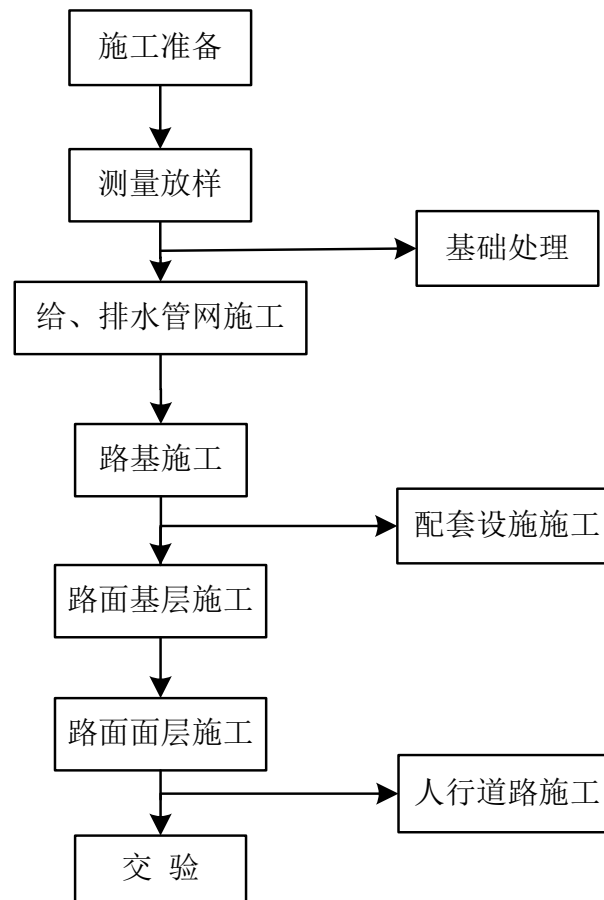 施工准备
测量放样
基础处理
给、排水管网施工
路基施工
配套设施施工
路面基层施工
路面面层施工
人行道路施工
交 验